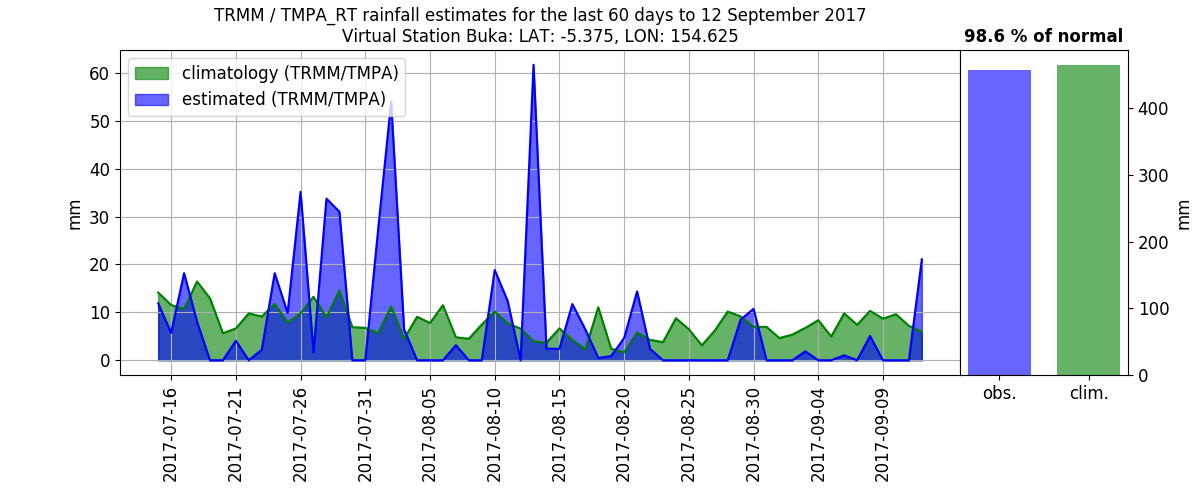 TRMM / TMPA_RT rainfall estimates for the last 60 days to 12 September 2017
Virtual Station Buka: LAT: -5.375, LON: 154.625
98.6 % of normal
climatology (TRMM/TMPA)
estimated (TRMM/TMPA)
60
50
40
30
20
10
0
mm
400
300
200
100
0
mm
obs.
clim.
2017-07-16
2017-07-21
2017-07-26
2017-07-31
2017-08-05
2017-08-10
2017-08-15
2017-08-20
2017-08-25
2017-08-30
2017-09-04
2017-09-09